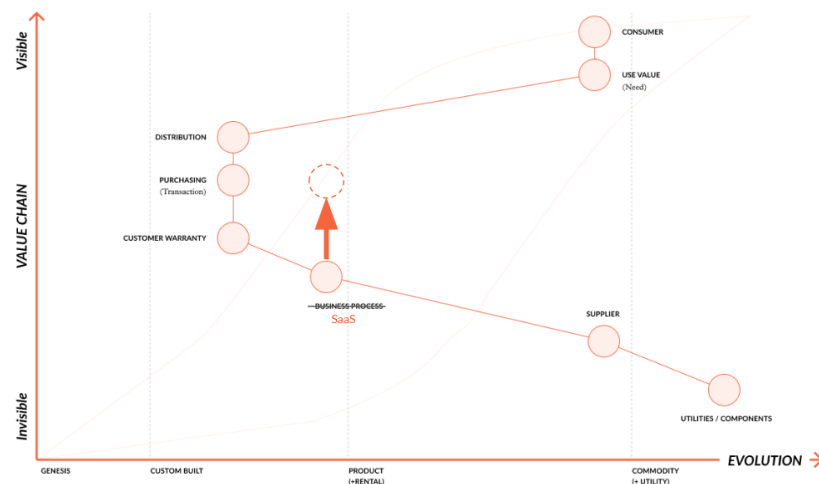 Visible
CONSUMER
USE VALUE
(Need)
DISTRIBUTION
PURCHASING
(Transaction)
VALUE CHAIN
CUSTOMER WARRANTY
BUSINESS PROCESS
SaaS
SUPPLIER
Invisible
UTILITIES / COMPONENTS
EVOLUTION
GENESIS
CUSTOM BUILT
PRODUCT
(+RENTAL)
COMMODITY
(+ UTILITY)